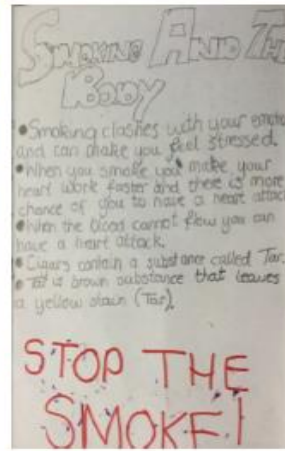 Smoking And The
Body
•Smoking clashes with your emotio
and can make you feel stressed.
•When you smoke you make your
heart work faster and there is more
chance of you to have a heart attack
•When the blood cannot flow you can
have a heart attack.
•Cigars contain a substance called Tar.
• is brown substance that leaves
a yellow stain (Tar).
STOP THE
SMOKE!